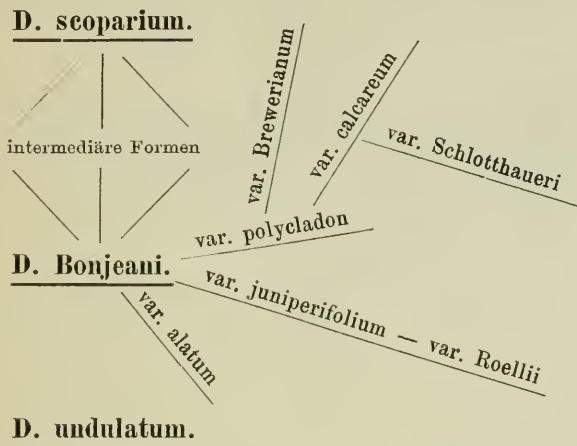 D. scoparium.
intermediäre Formen
var. Brewerianum
var. calcareum
var. Schlotthaueri
var. polycladon
D. Bonjeani.
var. juniperifolium — var. Roellii
var. alatum
D. undulatum.